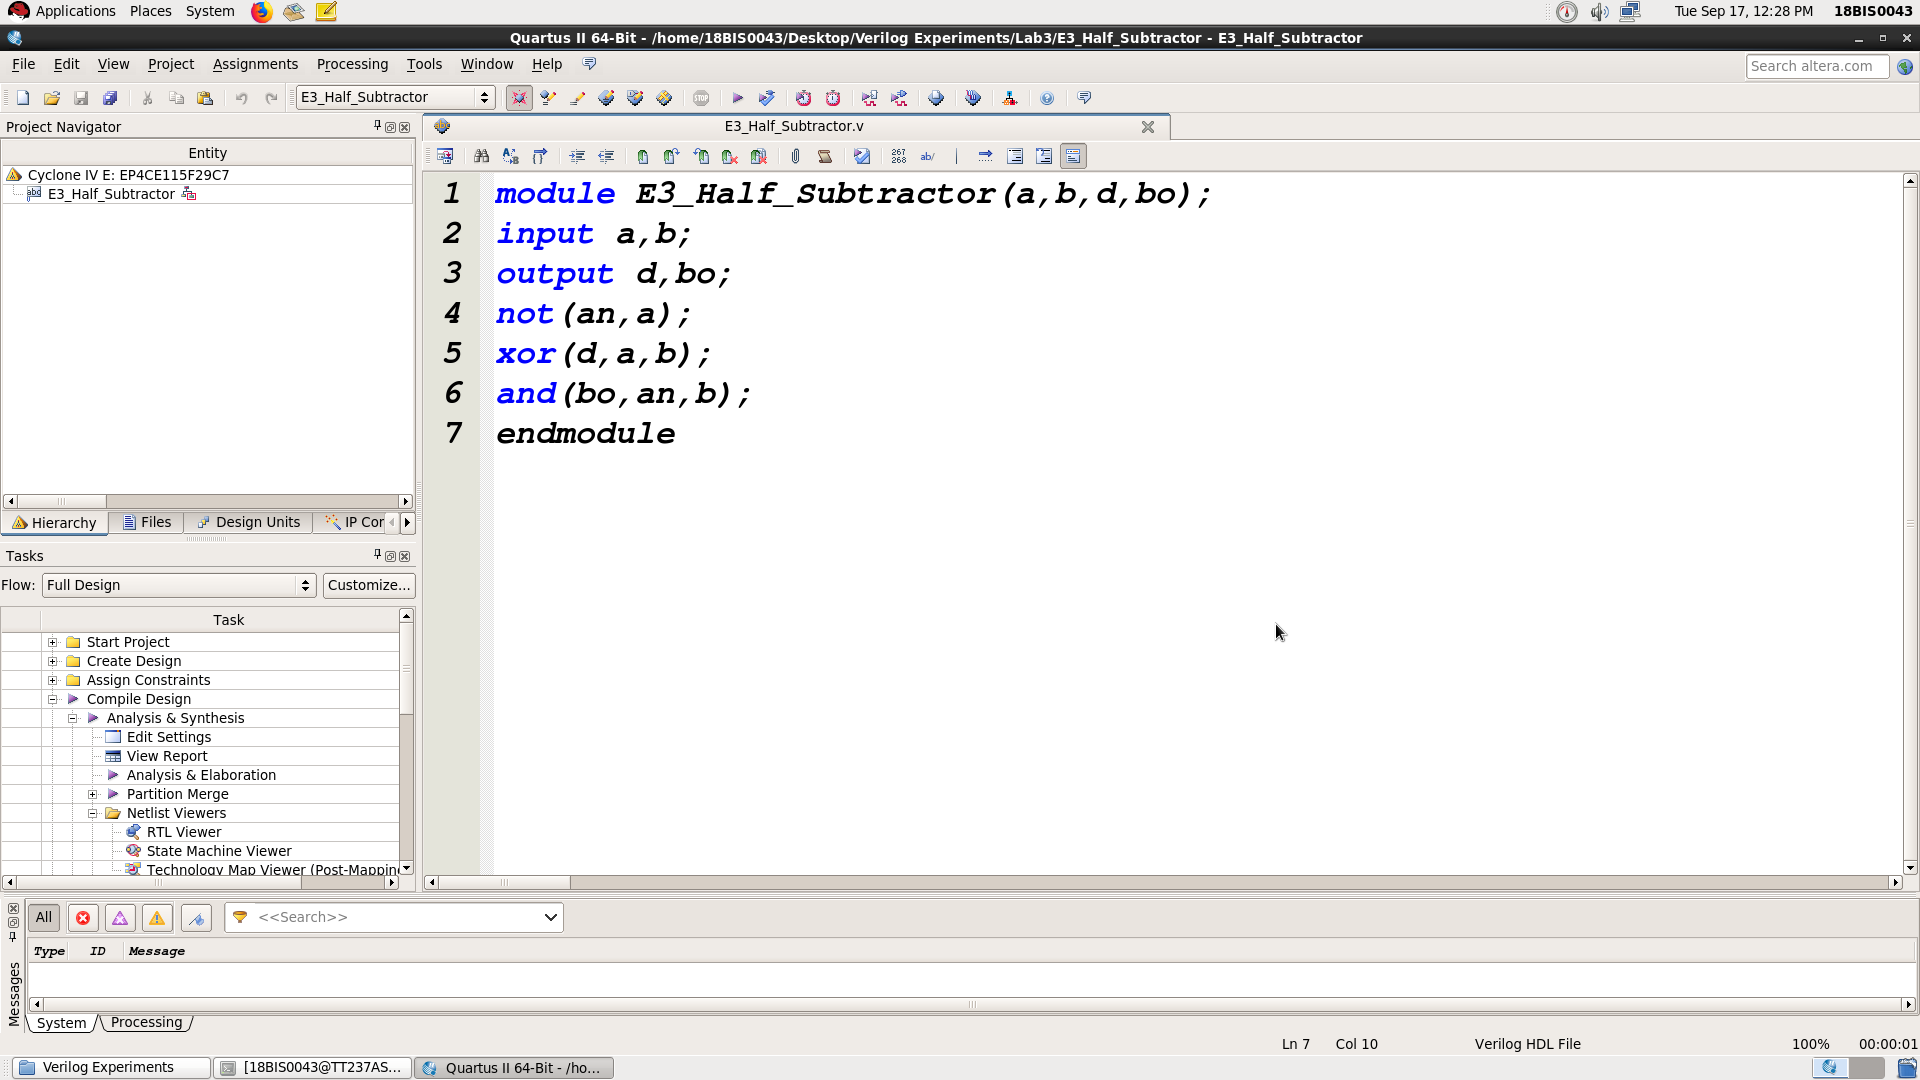 Applications Places System
Tue Sep 17, 12:28 PM 18BIS0043
Quartus II 64-Bit - /home/18BIS0043/Desktop/Verilog Experiments/Lab3/E3_Half_Subtractor - E3_Half_Subtractor
File Edit View Project Assignments Processing Tools Window Help
Search altera.com
E3_Half_Subtractor
STOP
Project Navigator
Entity
Cyclone IV E: EP4CE115F29C7
abd E3_Half_Subtractor
Hierarchy Files Design Units IP Cor
Tasks
Flow: Full Design Customize...
Task
Start Project
Create Design
Assign Constraints
Compile Design
Analysis & Synthesis
Edit Settings
View Report
Analysis & Elaboration
Partition Merge
Netlist Viewers
RTL Viewer
State Machine Viewer
Technology Map Viewer (Post-Mapping
E3_Half_Subtractor.v
267
268 ab/
1 module E3_Half_Subtractor(a,b,d,bo);
2 input a,b;
3 output d,bo;
4 not(an,a);
5 xor(d,a,b);
6 and(bo,an,b);
7 endmodule
All <<Search>>
Type ID Message
Messages
System Processing
Ln 7 Col 10 Verilog HDL File 100% 00:00:01
Verilog Experiments [18BIS0043@TT237AS... Quartus II 64-Bit - /ho...